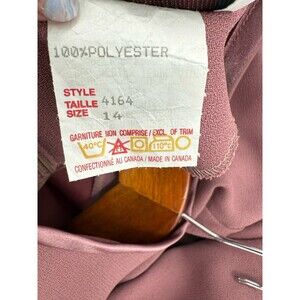 100%POLYESTER
STYLE
TAILLE 4164
SIZE 14
GARNITURE NON COMPRISE/EXCL. OF TRIM
40°C 110°C
CONFECTIONNÉ AU CANADA / MADE IN CANADA